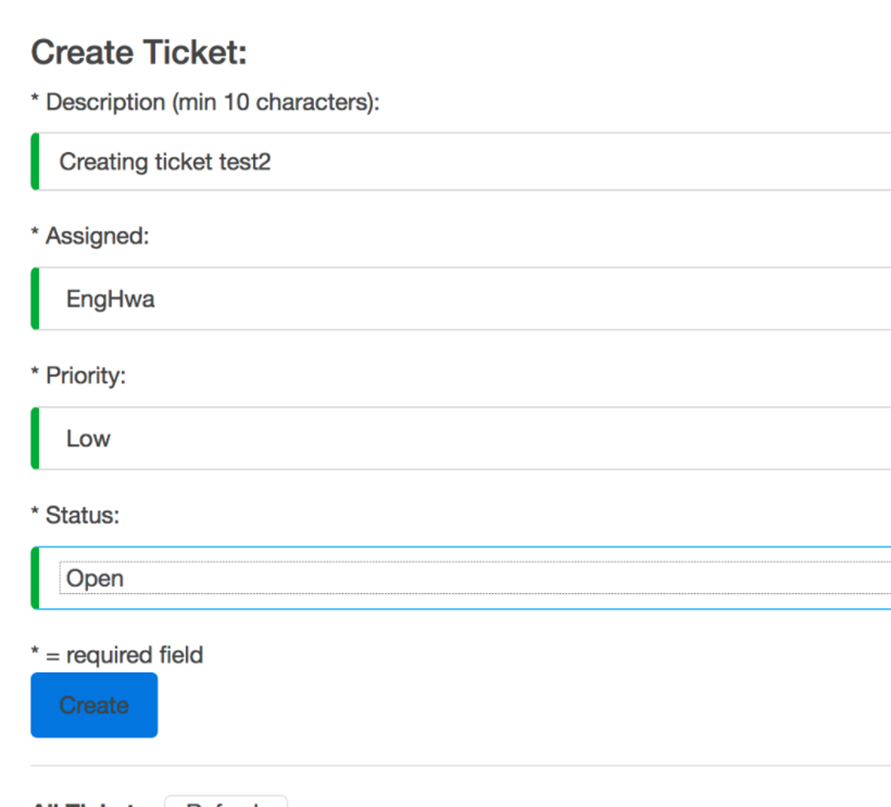 Create Ticket:
* Description (min 10 characters):
Creating ticket test2
* Assigned:
EngHwa
* Priority:
Low
* Status:
Open
* = required field
Create